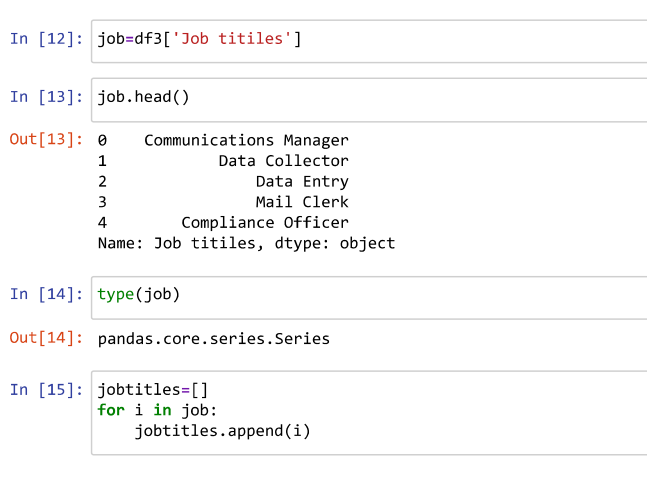 In [12]: job=df3['Job titiles']
In [13]: job.head()
Out[13]: 0    Communications Manager
1            Data Collector
2                Data Entry
3                Mail Clerk
4        Compliance Officer
Name: Job titiles, dtype: object
In [14]: type(job)
Out[14]: pandas.core.series.Series
In [15]: jobtitles=[]
for i in job:
    jobtitles.append(i)